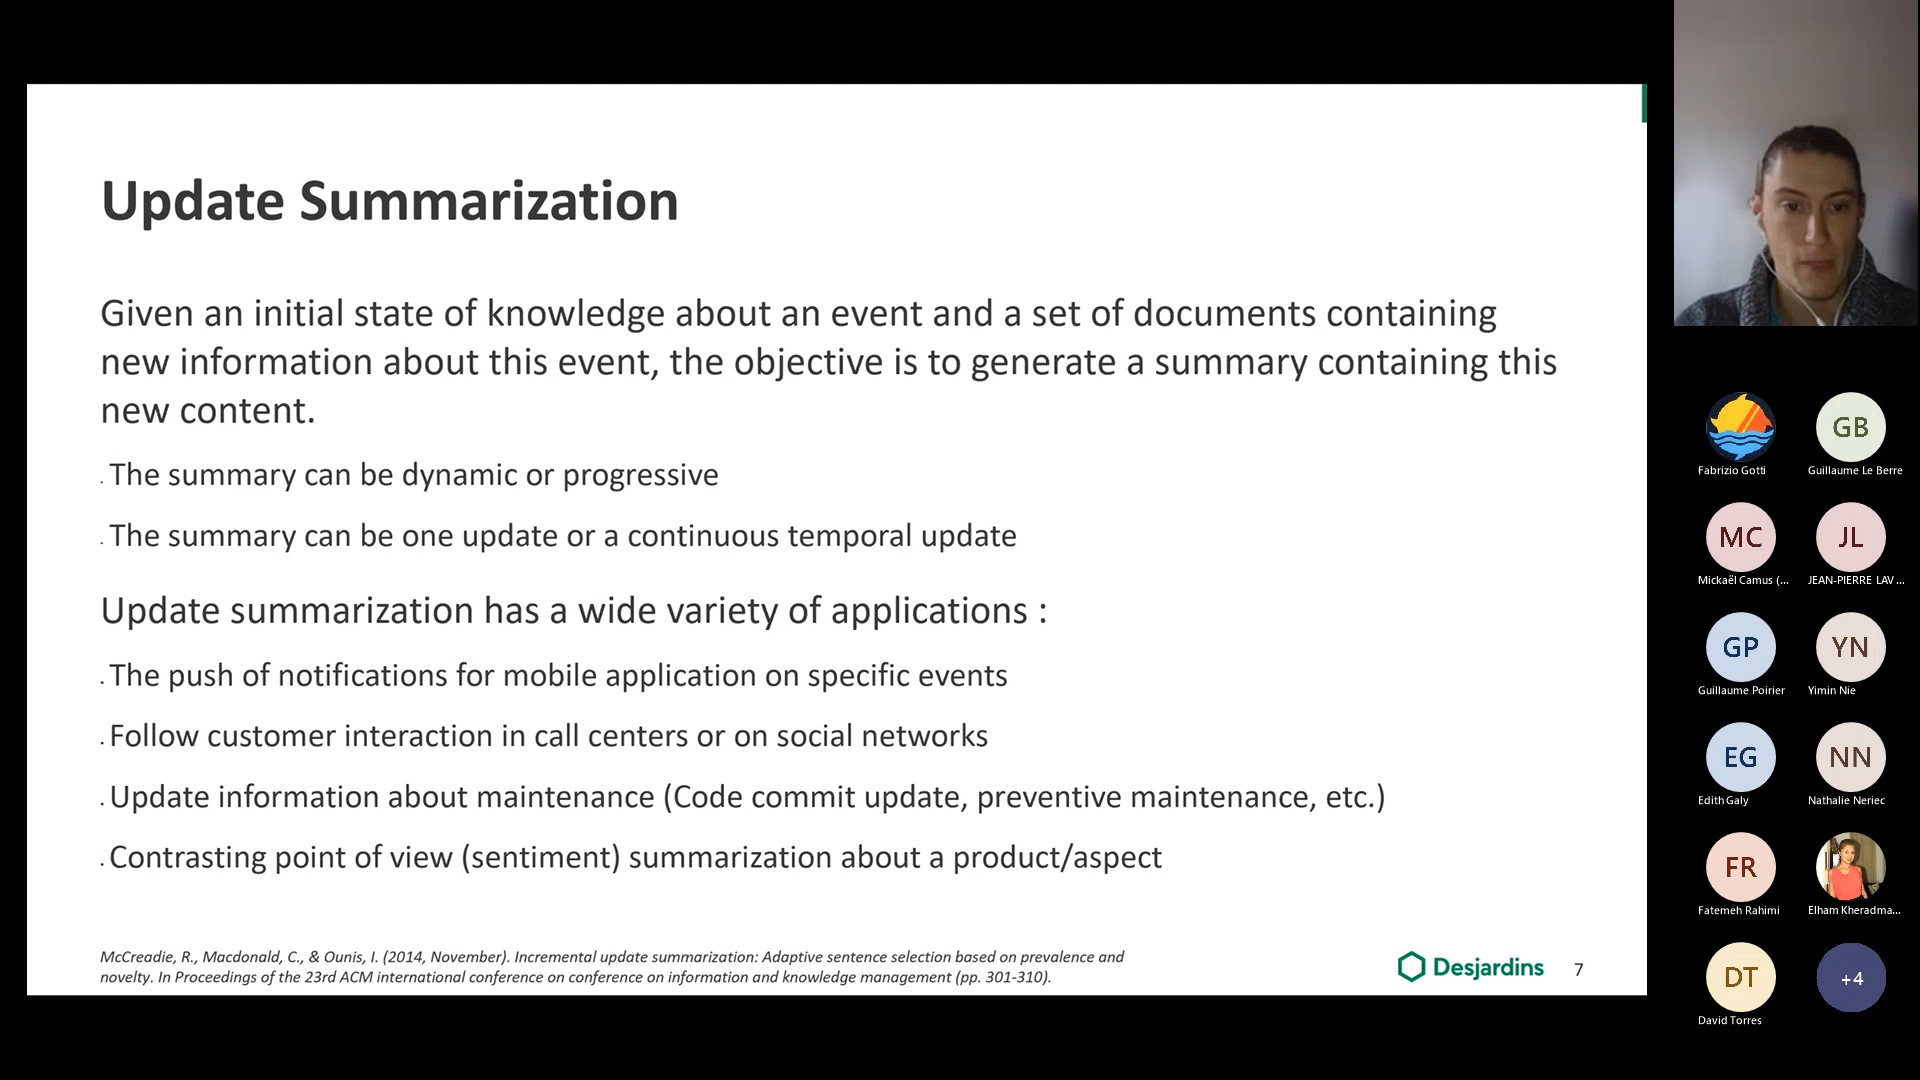 Update Summarization
Given an initial state of knowledge about an event and a set of documents containing
new information about this event, the objective is to generate a summary containing this
new content.
. The summary can be dynamic or progressive
. The summary can be one update or a continuous temporal update
Update summarization has a wide variety of applications :
. The push of notifications for mobile application on specific events
. Follow customer interaction in call centers or on social networks
. Update information about maintenance (Code commit update, preventive maintenance, etc.)
. Contrasting point of view (sentiment) summarization about a product/aspect
McCreadie, R., Macdonald, C., & Ounis, I. (2014, November). Incremental update summarization: Adaptive sentence selection based on prevalence and
novelty. In Proceedings of the 23rd ACM international conference on conference on information and knowledge management (pp. 301-310).
Desjardins 7
GB
Fabrizio Gotti Guillaume Le Berre
MC JL
Mickaël Camus (... JEAN-PIERRE LAV ...
GP YN
Guillaume Poirier Yimin Nie
EG NN
Edith Galy Nathalie Neriec
FR
Fatemeh Rahimi Elham Kheradma...
DT +4
David Torres